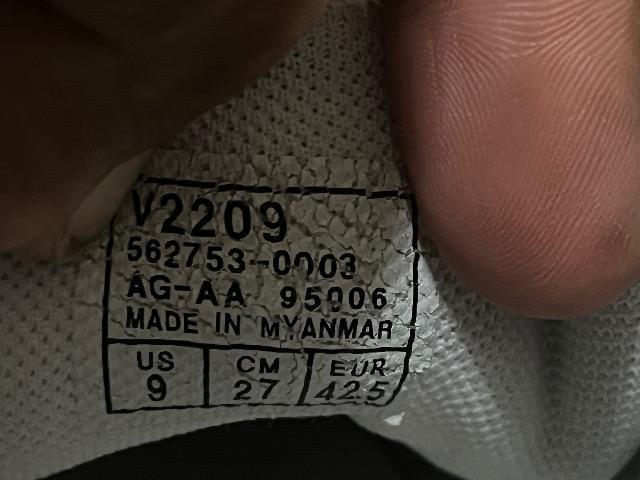 V2209
562753-0003
AG-AA 95006
MADE IN MYANMAR
US CM EUR
9 27 42.5